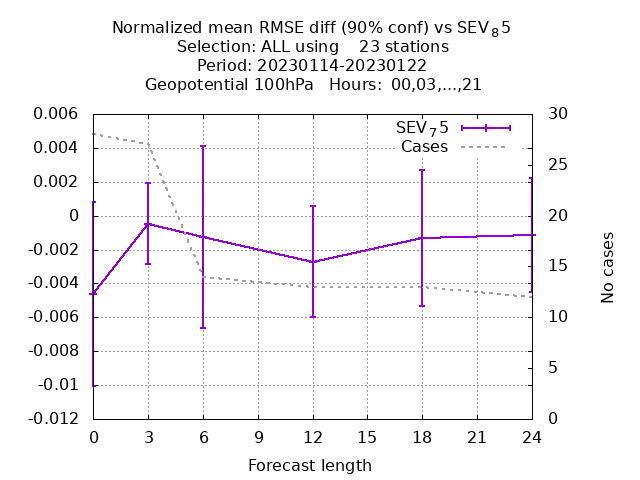 Normalized mean RMSE diff (90% conf) vs SEV₈5
Selection: ALL using    23 stations
Period: 20230114-20230122
Geopotential 100hPa   Hours:  00,03,...,21
SEV₇5
Cases
0.006
0.004
0.002
0
-0.002
-0.004
-0.006
-0.008
-0.01
-0.012
30
25
20
15
10
5
0
No cases
0 3 6 9 12 15 18 21 24
Forecast length